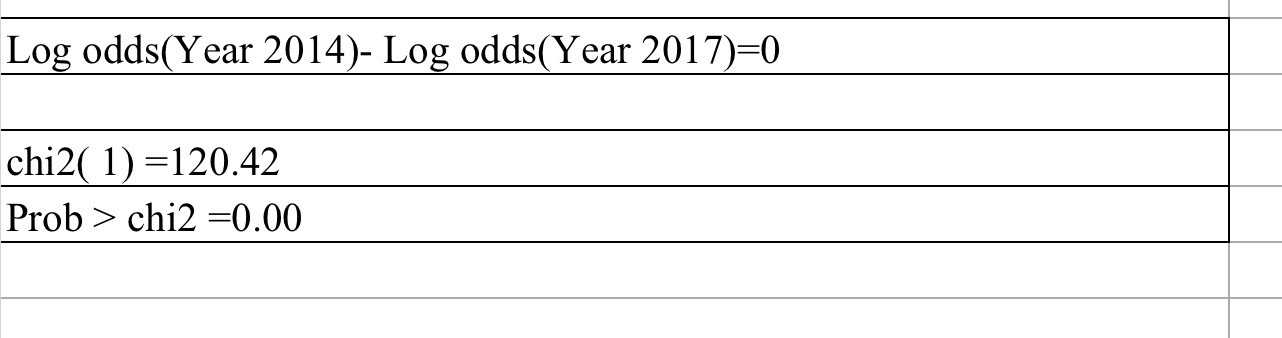 Log odds(Year 2014)- Log odds(Year 2017)=0
chi2( 1) =120.42
Prob > chi2 =0.00